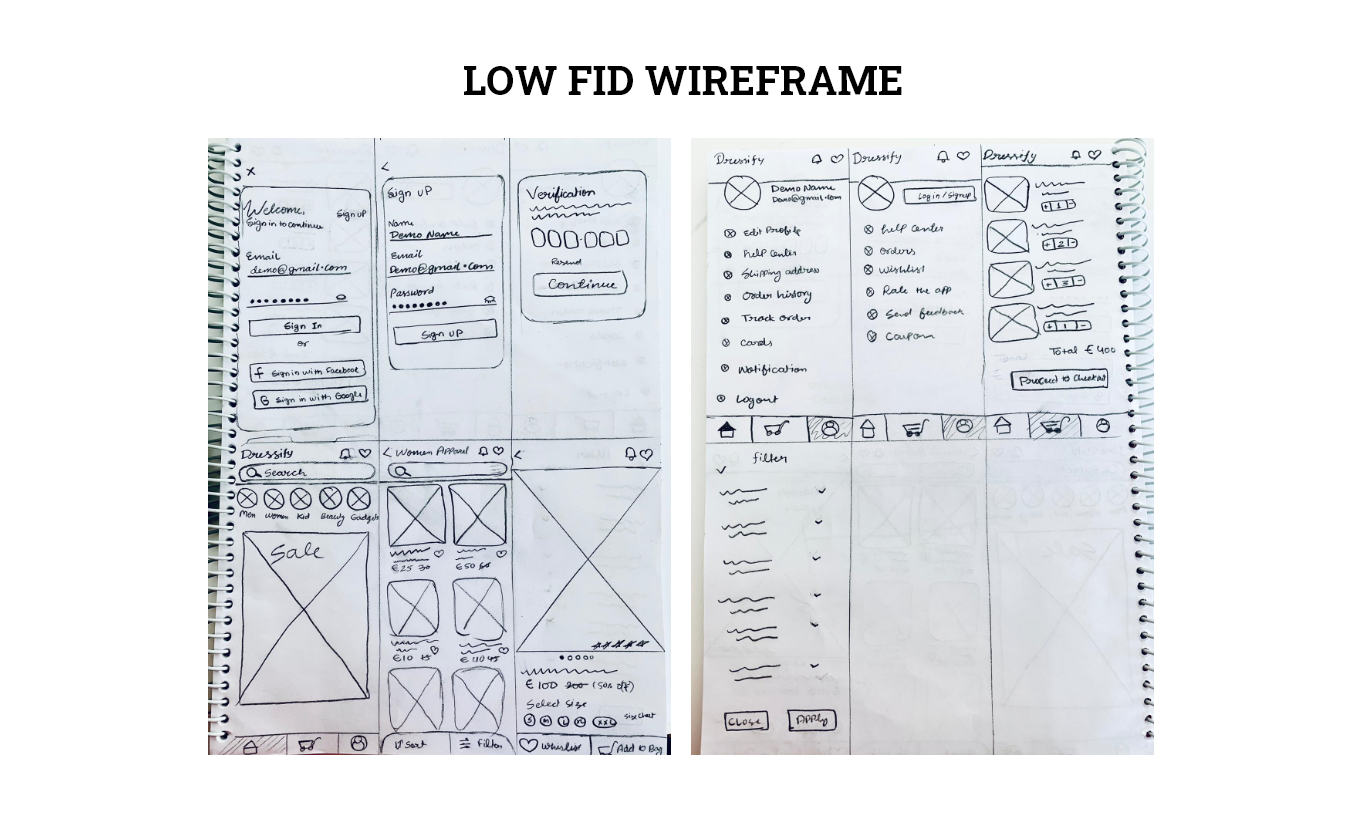 LOW FID WIREFRAME
Welcome,
Sign in to continue
Sign up
Email
demo@gmail.com
Sign In
or
f Sign in with Facebook
G Sign in with Google
Sign UP
Name
Demo Name
Email
Demo@gmail.com
Password
Sign UP
Verification
Resend
Continue
Dressify
Search
Men Women Kid Beauty Gadgets
Sale
Women Apparel
€25 30
€50
€10 15
Sort
Filter
€100 200 (50% off)
Select Size
S M L XL XXL
Size Chart
Whislist
Add to Bag
Dressify
Demo Name
Demo@gmail.com
Edit Profile
Help Center
Shipping address
Order history
Track order
Cards
Notification
Logout
Dressify
Login / Signup
Help Center
Orders
Wishlist
Rate the app
Send feedback
Coupon
Dressify
+ 1 -
+ 2 -
+ 3 -
+ 1 -
Total €400
Proceed to Checkout
filter
CLOSE
APPLY